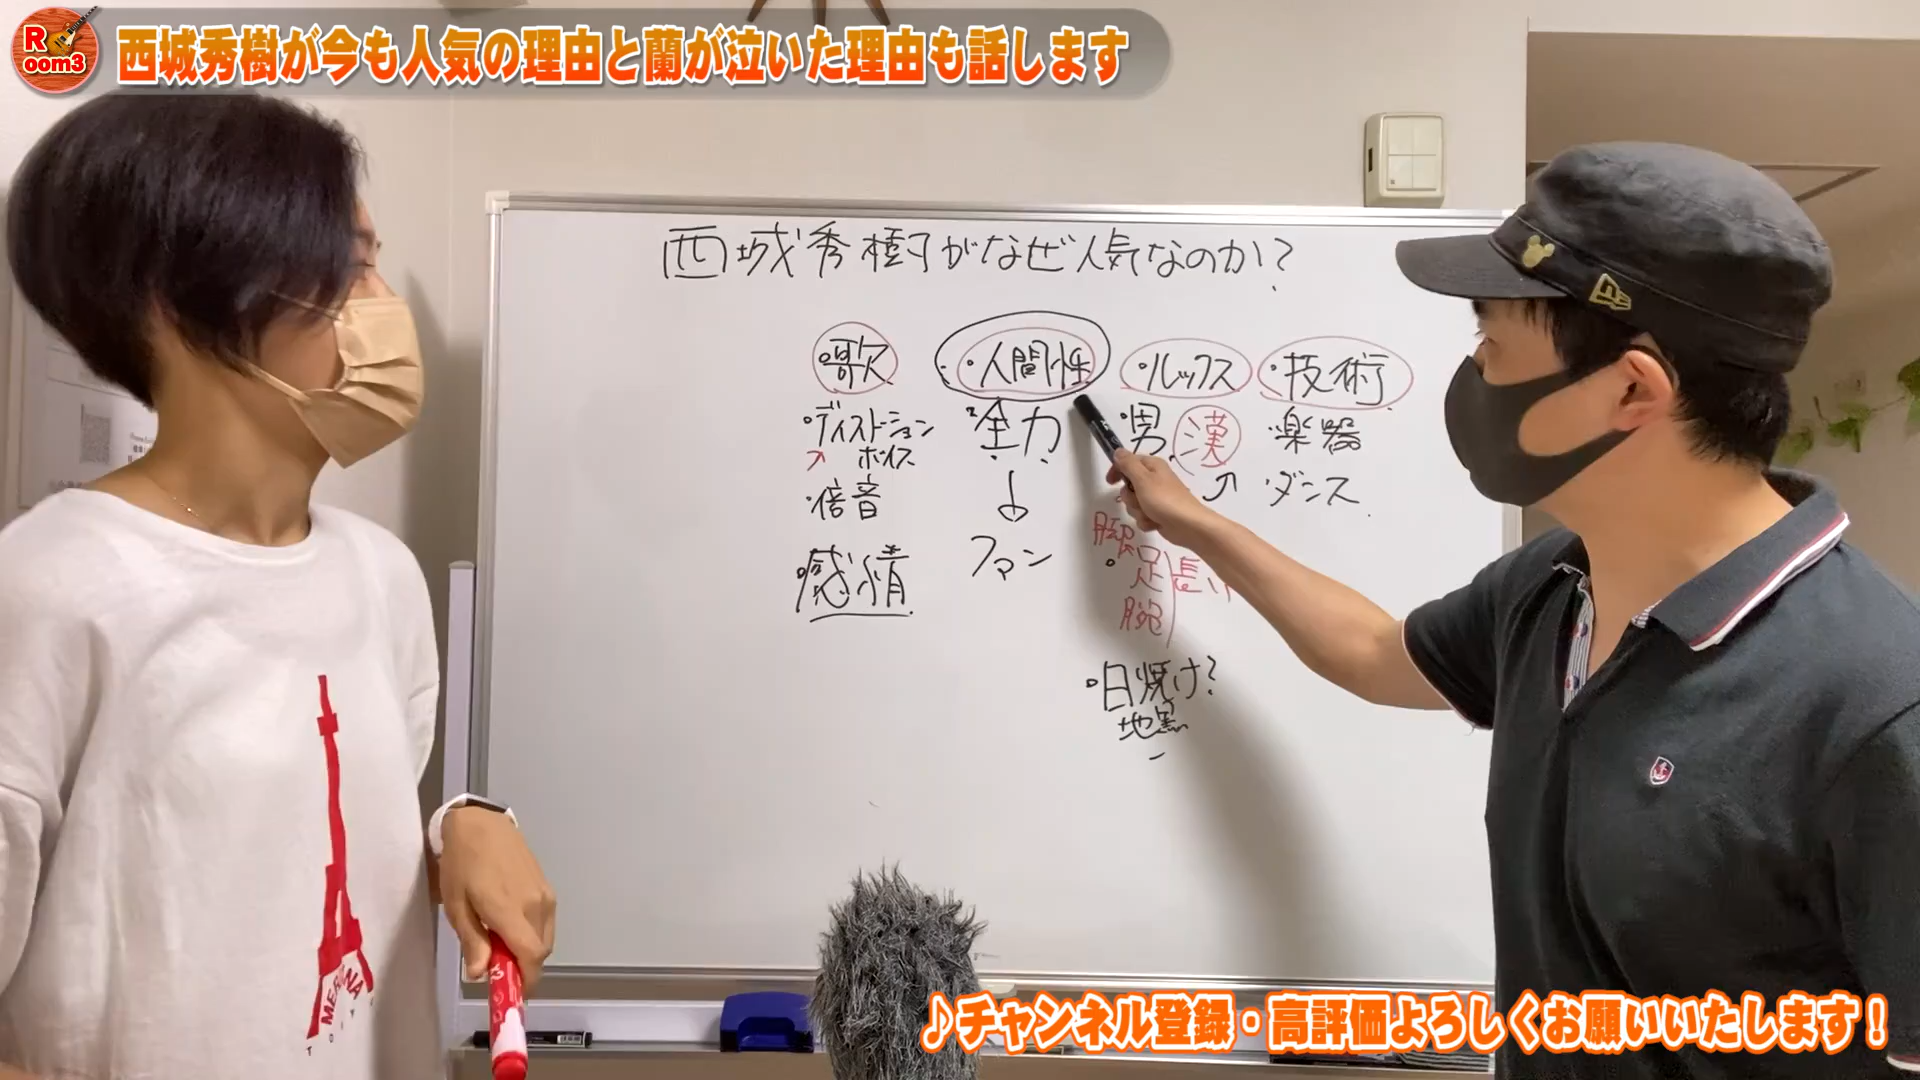 Room3
西城秀樹が今も人気の理由と蘭が泣いた理由も話します
西城秀樹がなぜ人気なのか?
・歌
・ディストーション
ボイス
・倍音
・感情
・人間性
・全力
ファン
・ルックス
・男 漢
・足 長い
腕
・日焼け?
地黒
・技術
・楽器
・ダンス
♪チャンネル登録・高評価よろしくお願いいたします!